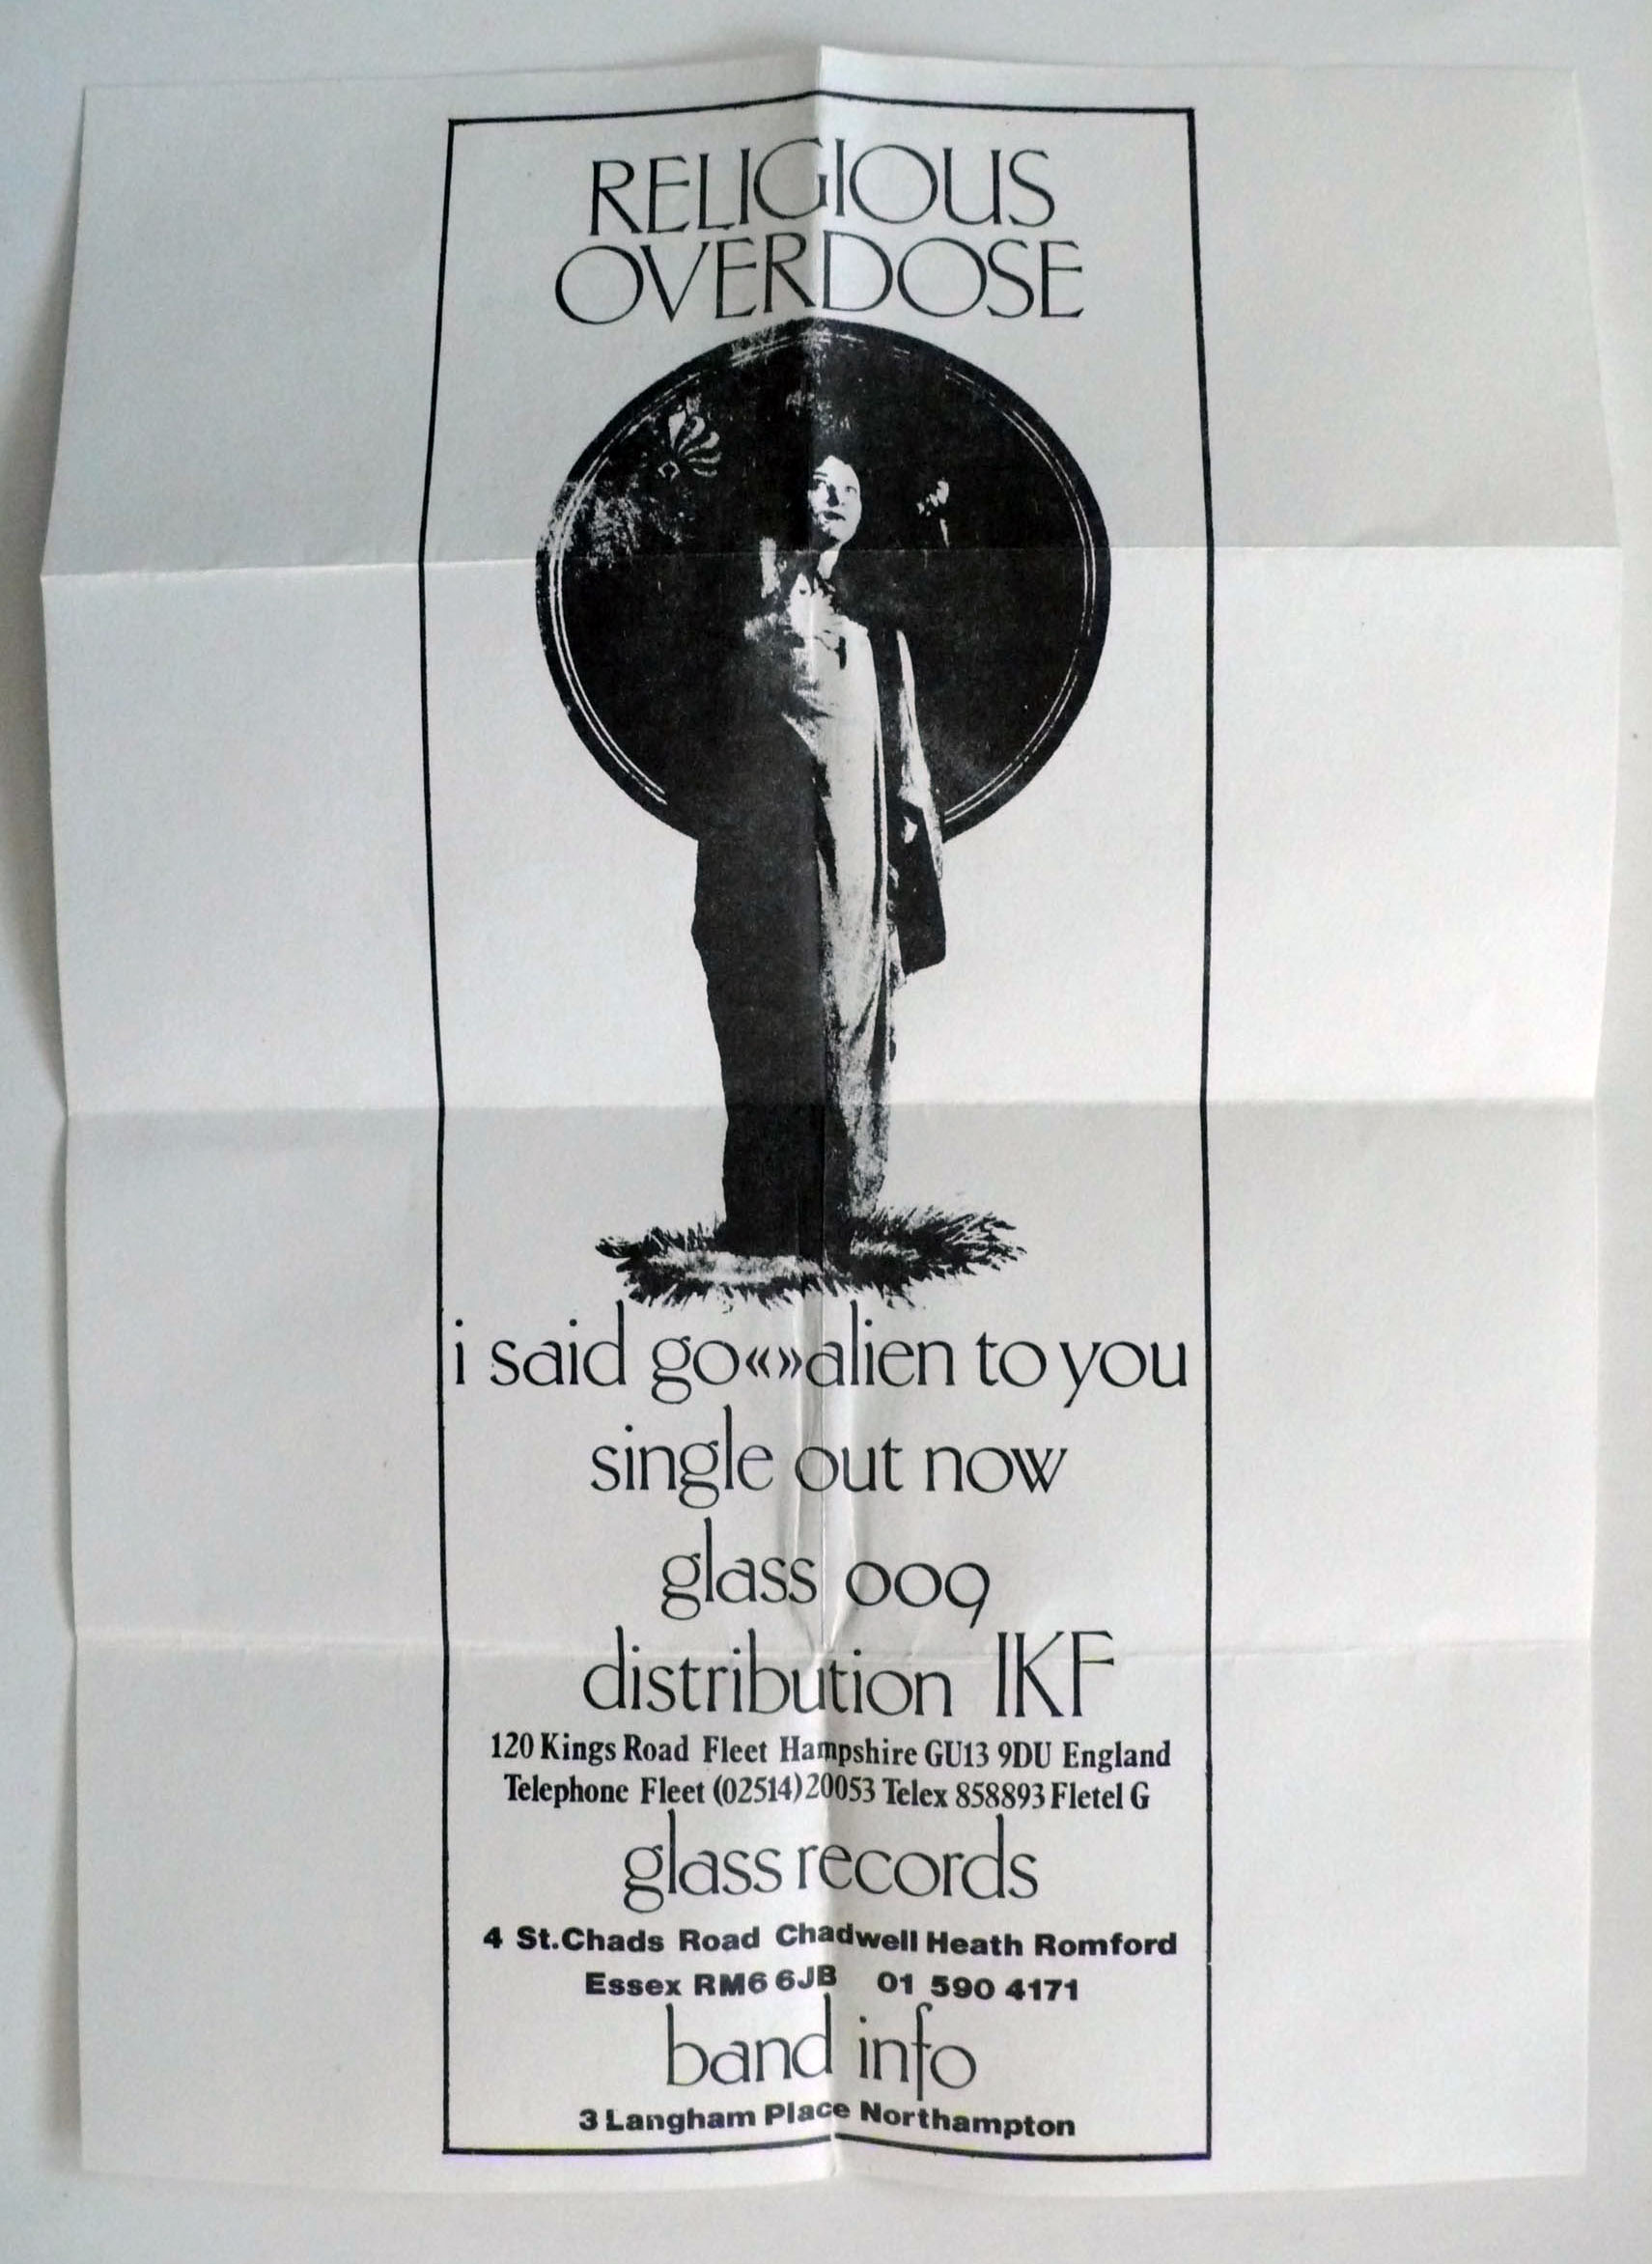 RELIGIOUS
OVERDOSE
i said go«»alien to you
single out now
glass 009
distribution IKF
120 Kings Road Fleet Hampshire GU13 9DU England
Telephone Fleet (02514) 20053 Telex 858893 Fletel G
glass records
4 St.Chads Road Chadwell Heath Romford
Essex RM6 6JB 01 590 4171
band info
3 Langham Place Northampton